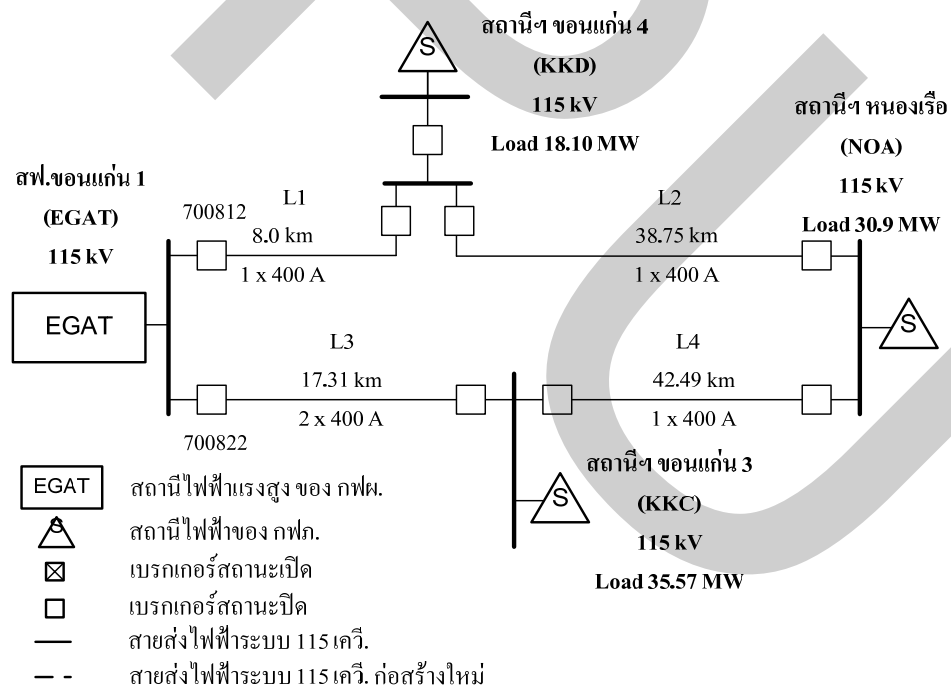 S
สถานีฯ ขอนแก่น 4
(KKD)
115 kV
Load 18.10 MW
สถานีฯ หนองเรือ
(NOA)
115 kV
Load 30.9 MW
สฟ.ขอนแก่น 1
(EGAT)
115 kV
700812
L1
8.0 km
1 x 400 A
L2
38.75 km
1 x 400 A
EGAT
S
L3
17.31 km
2 x 400 A
L4
42.49 km
1 x 400 A
700822
S
สถานีฯ ขอนแก่น 3
(KKC)
115 kV
Load 35.57 MW
EGAT
สถานีไฟฟ้าแรงสูง ของ กฟผ.
S
สถานีไฟฟ้าของ กฟภ.
เบรกเกอร์สถานะเปิด
เบรกเกอร์สถานะปิด
สายส่งไฟฟ้าระบบ 115 เควี.
สายส่งไฟฟ้าระบบ 115 เควี. ก่อสร้างใหม่